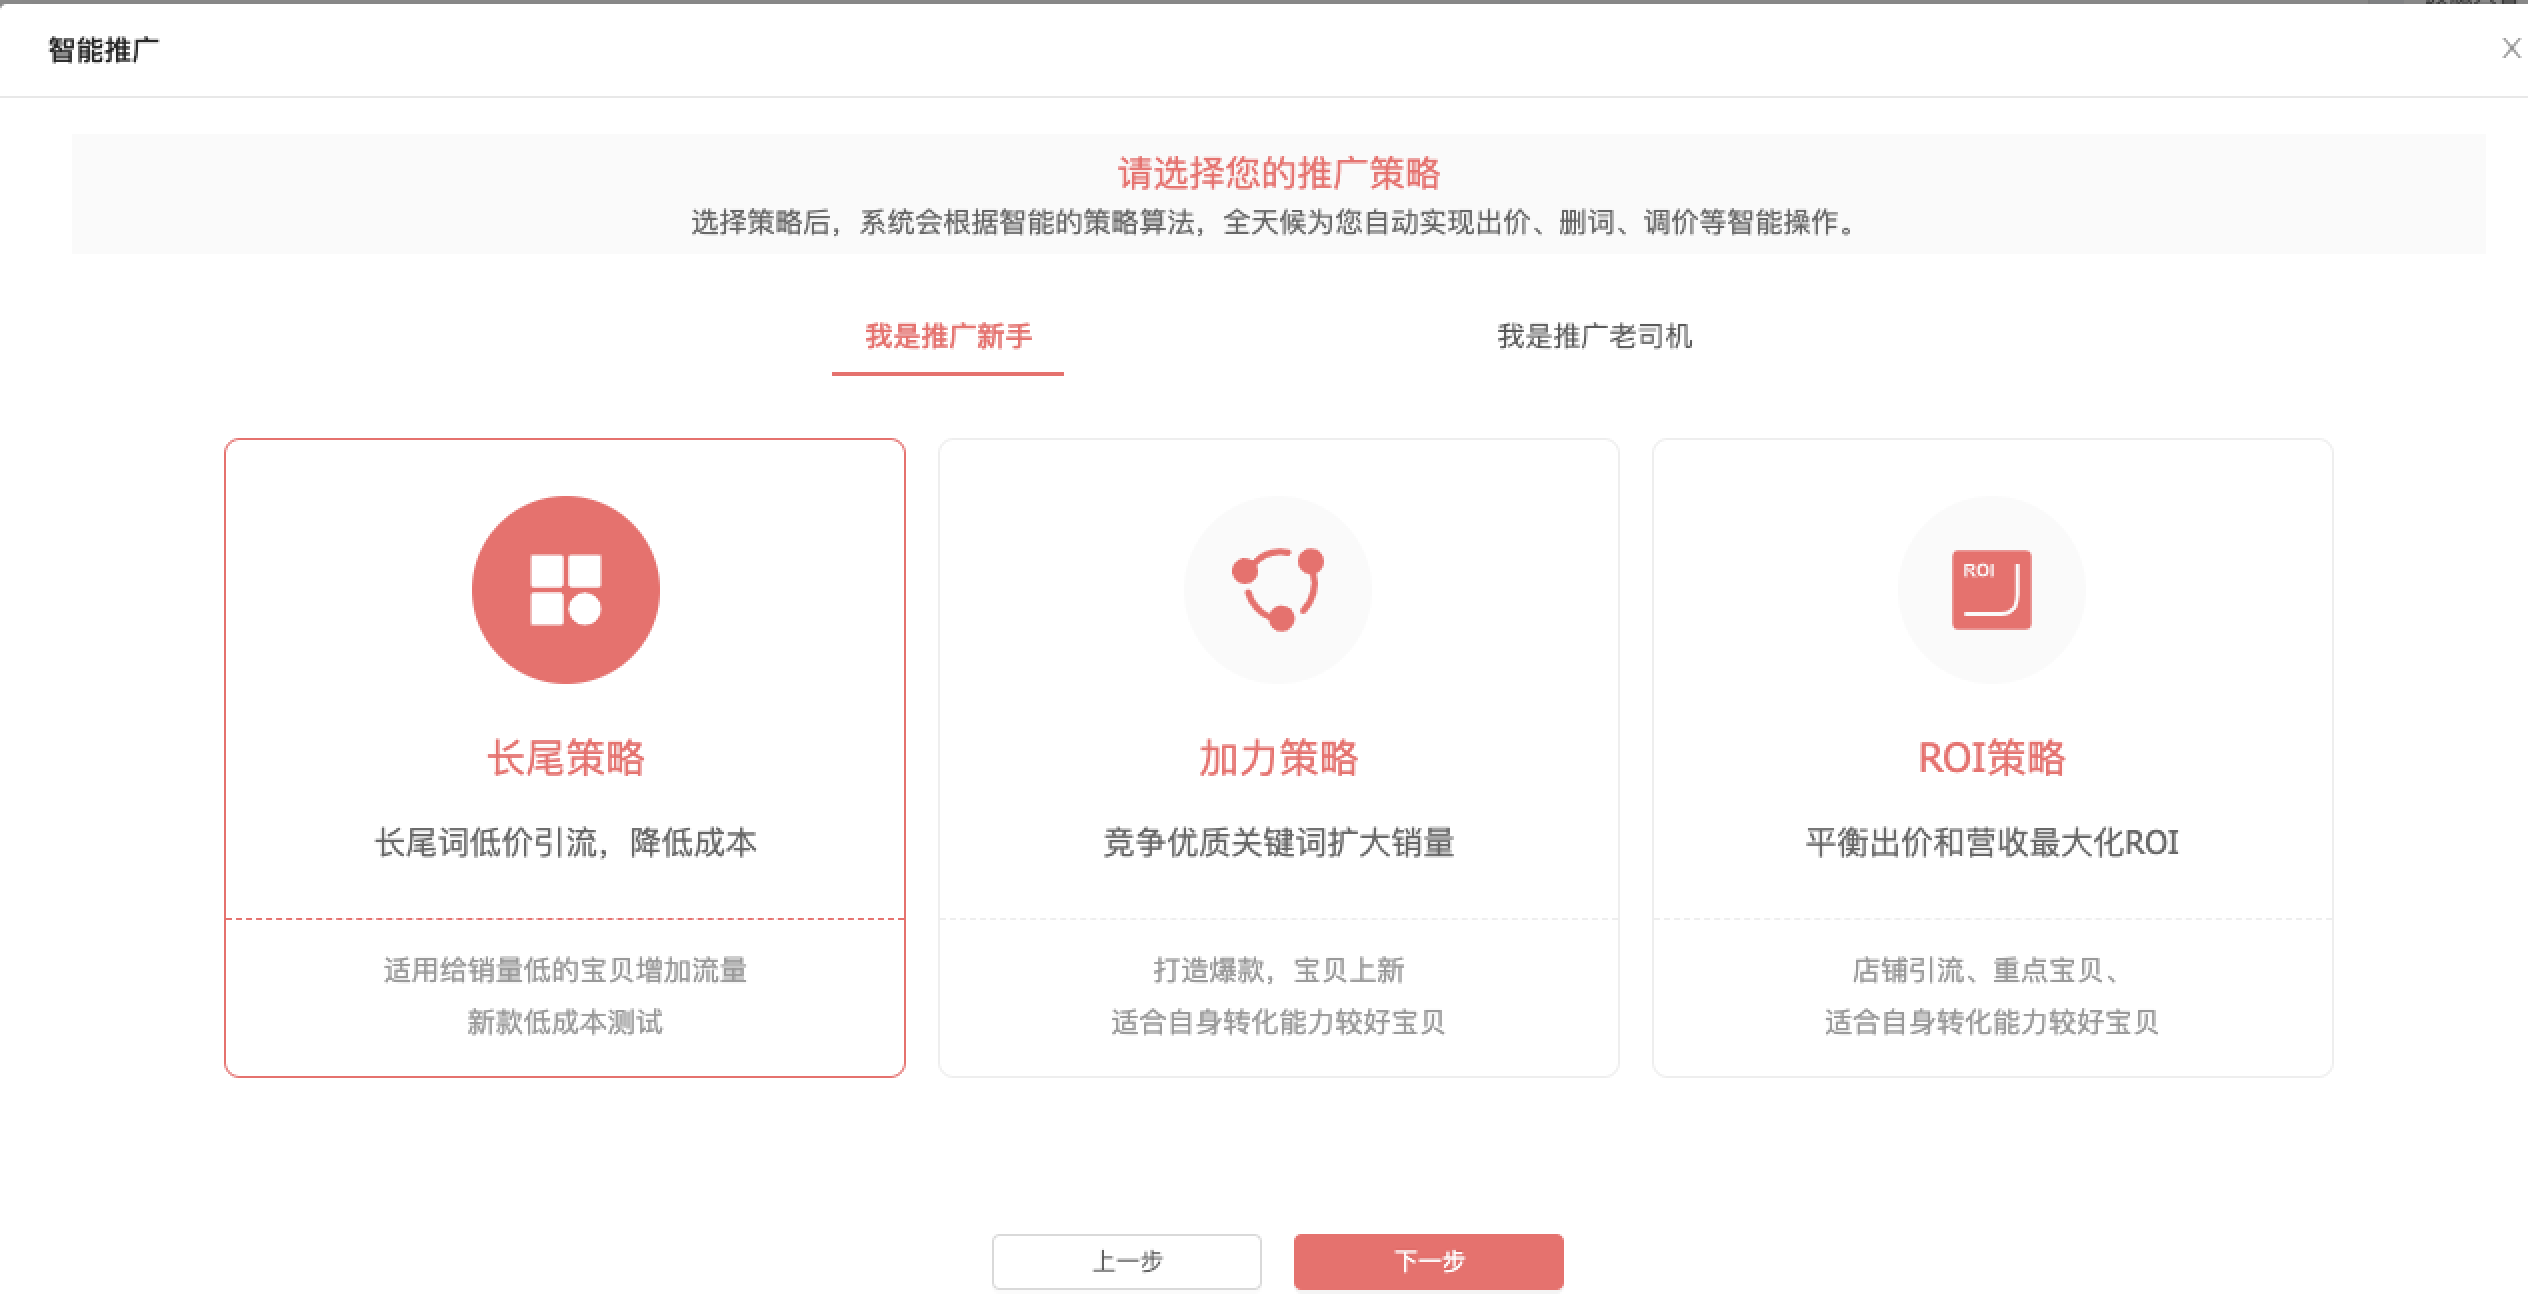 智能推广
请选择您的推广策略
选择策略后，系统会根据智能的策略算法，全天候为您自动实现出价、删词、调价等智能操作。
我是推广新手
我是推广老司机
长尾策略
长尾词低价引流，降低成本
适用给销量低的宝贝增加流量
新款低成本测试
加力策略
竞争优质关键词扩大销量
打造爆款，宝贝上新
适合自身转化能力较好宝贝
ROI
ROI策略
平衡出价和营收最大化ROI
店铺引流、重点宝贝、
适合自身转化能力较好宝贝
上一步
下一步